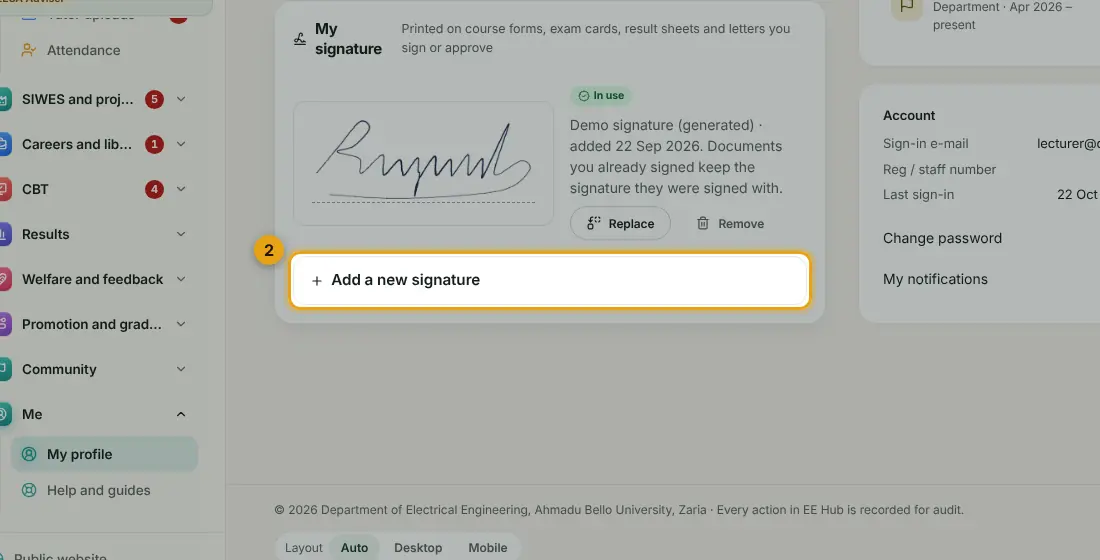 Attendance
SIWES and proj... 5
Careers and lib... 1
CBT 4
Results
Welfare and feedback
Promotion and grad...
Community
Me
My profile
Help and guides
My signature
Printed on course forms, exam cards, result sheets and letters you
sign or approve
In use
Demo signature (generated) ·
added 22 Sep 2026. Documents
you already signed keep the
signature they were signed with.
Replace
Remove
2
+ Add a new signature
Department · Apr 2026 –
present
Account
Sign-in e-mail
Reg / staff number
Last sign-in 22 Oct
Change password
My notifications
© 2026 Department of Electrical Engineering, Ahmadu Bello University, Zaria · Every action in EE Hub is recorded for audit.
Layout Auto Desktop Mobile